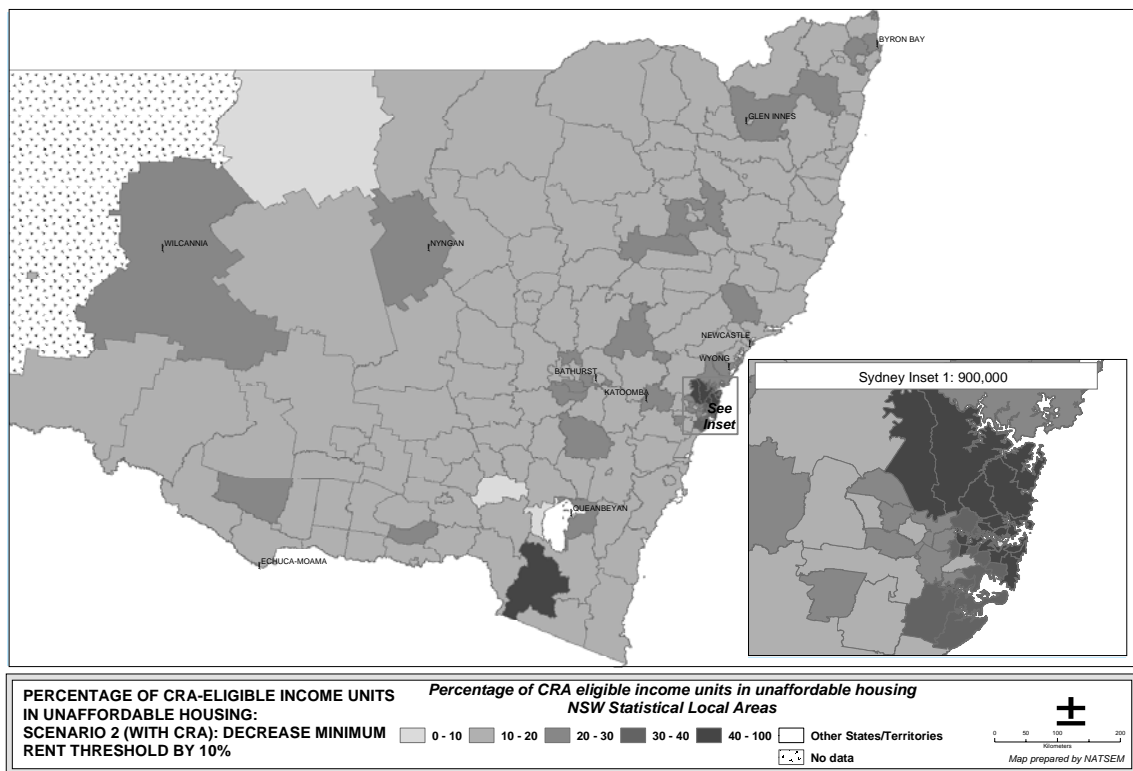 BYRON BAY
GLEN INNES
WILCANNIA
NYNGAN
NEWCASTLE
WYONG
BATHURST
KATOOMBA
See
Inset
Sydney Inset 1: 900,000
QUEANBEYAN
ECHUCA-MOAMA
PERCENTAGE OF CRA-ELIGIBLE INCOME UNITS
IN UNAFFORDABLE HOUSING:
SCENARIO 2 (WITH CRA): DECREASE MINIMUM
RENT THRESHOLD BY 10%
Percentage of CRA eligible income units in unaffordable housing
NSW Statistical Local Areas
0 - 10 10 - 20 20 - 30 30 - 40 40 - 100 Other States/Territories
No data
0 100 200
Kilometers
Map prepared by NATSEM